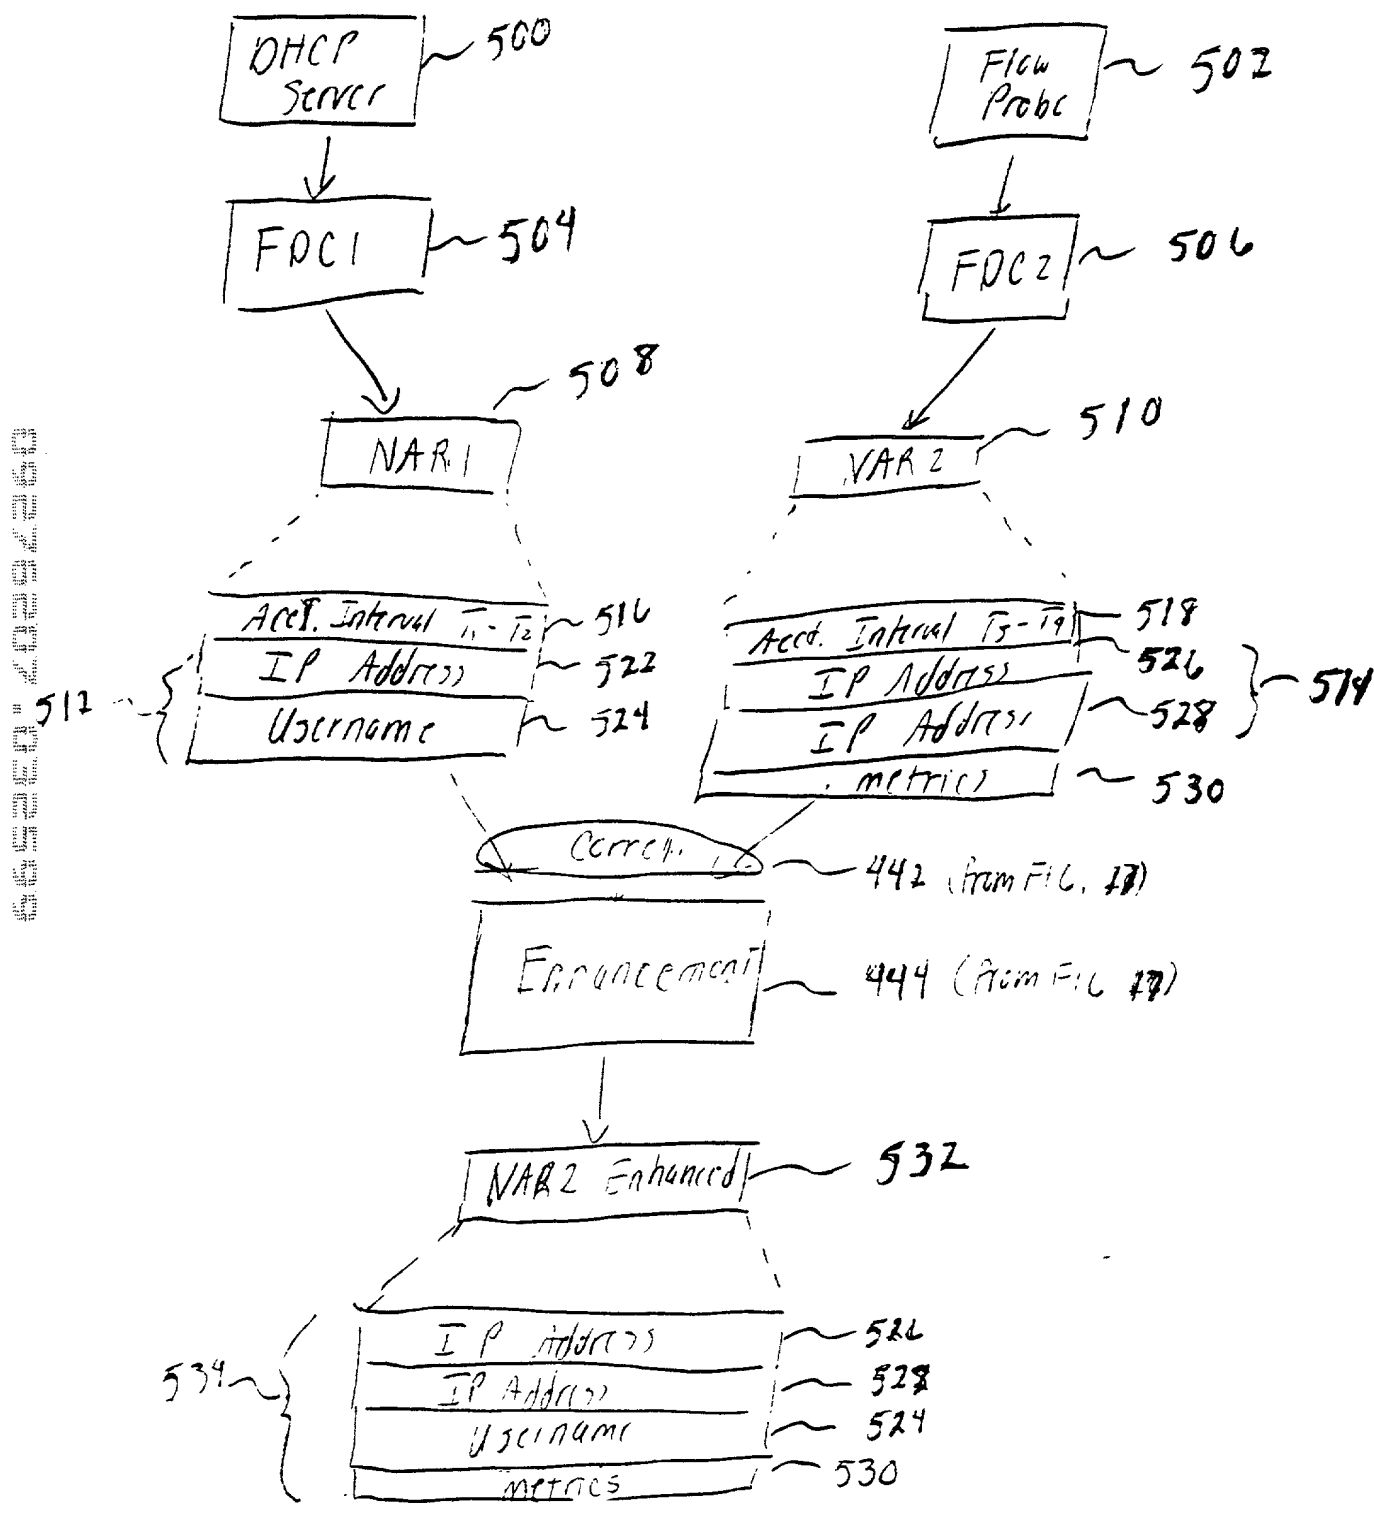 DHCP
Server
500
Flow
Probe
502
FDC1
504
FDC2
506
508
NAR1
510
NAR2
Acct. Interval T1-T2
516
IP Address
522
Username
524
512
Acct. Interval T3-T4
518
526
IP Address
514
IP Address
528
metrics
530
442 (from FIG. 17)
Enhancement
444 (from FIG 17)
NAR2 Enhanced
532
534
IP Address
526
IP Address
528
Username
524
metrics
530